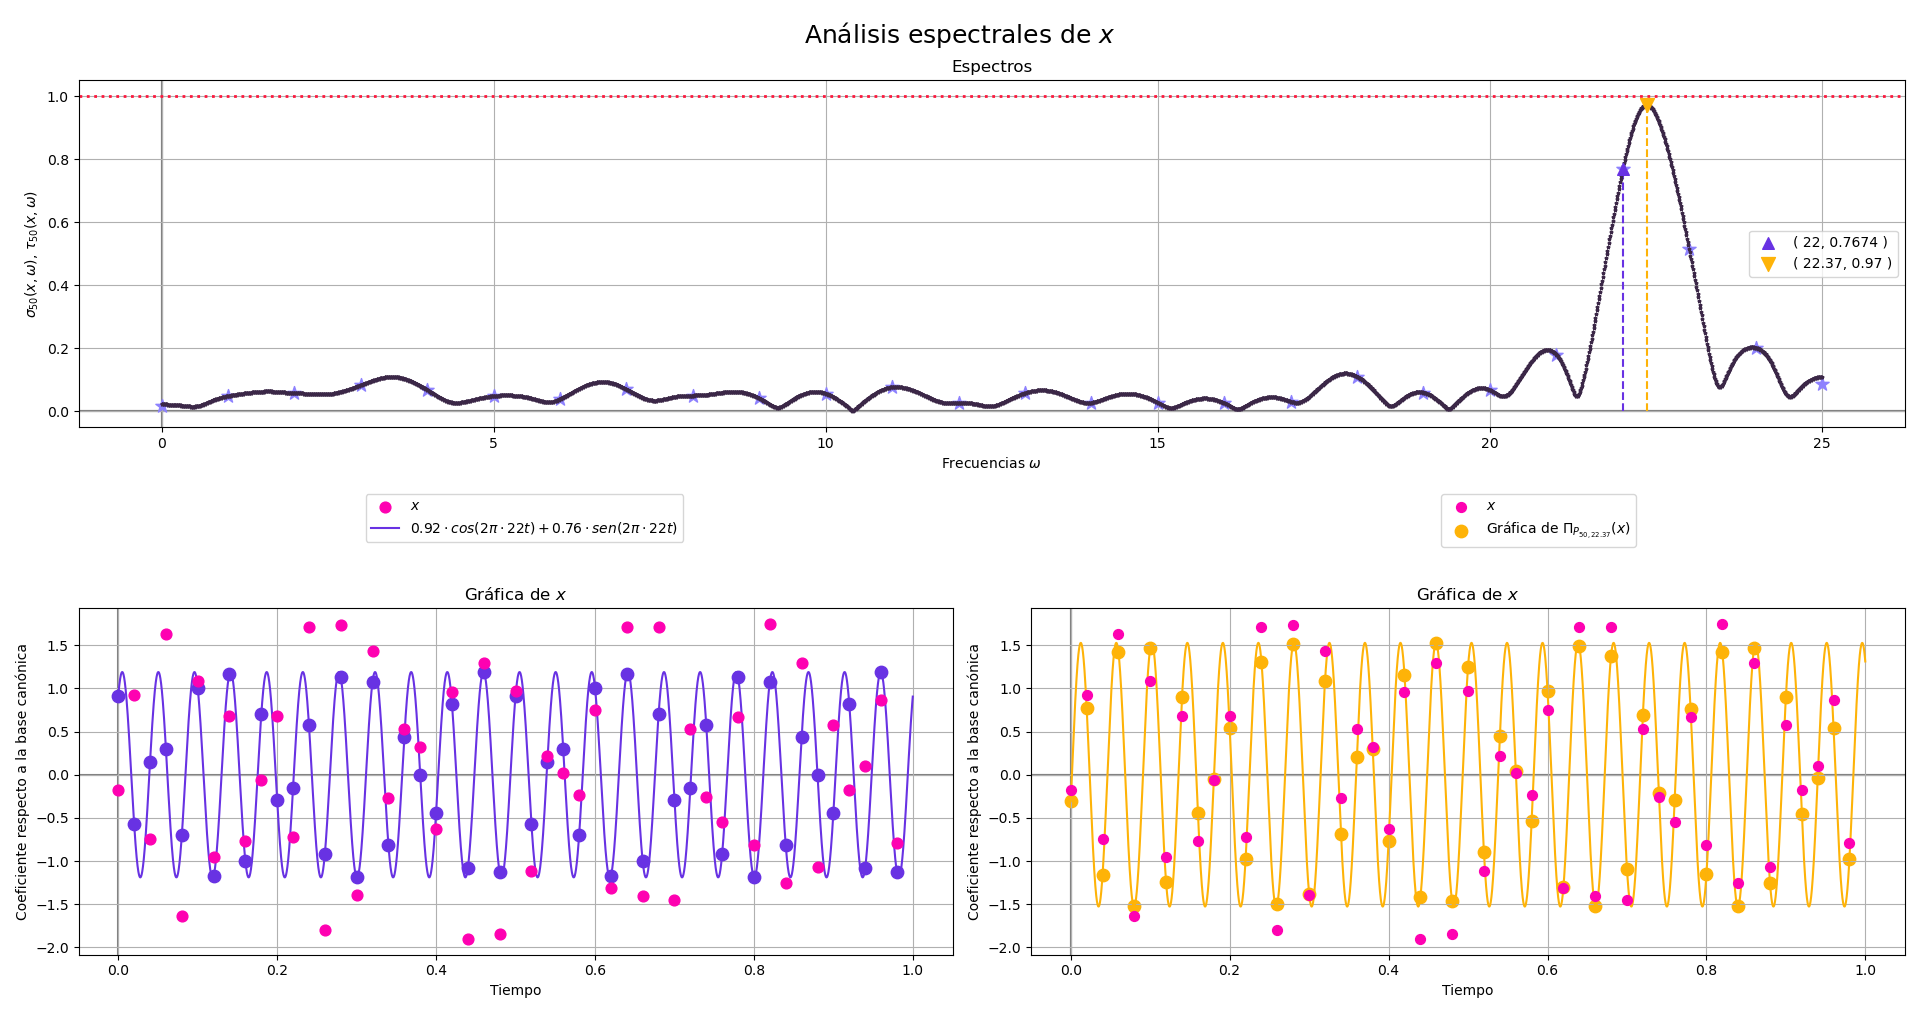 Análisis espectrales de x
Espectros
σ₅₀(x, ω), τ₅₀(x, ω)
1.0
0.8
0.6
0.4
0.2
0.0
( 22, 0.7674 )
( 22.37, 0.97 )
0 5 10 15 20 25
Frecuencias ω
x
0.92 · cos(2π · 22t) + 0.76 · sen(2π · 22t)
x
Gráfica de Π_{P_{50, 22.37}}(x)
Gráfica de x
Coeficiente respecto a la base canónica
1.5
1.0
0.5
0.0
−0.5
−1.0
−1.5
−2.0
0.0 0.2 0.4 0.6 0.8 1.0
Tiempo
Gráfica de x
Coeficiente respecto a la base canónica
1.5
1.0
0.5
0.0
−0.5
−1.0
−1.5
−2.0
0.0 0.2 0.4 0.6 0.8 1.0
Tiempo